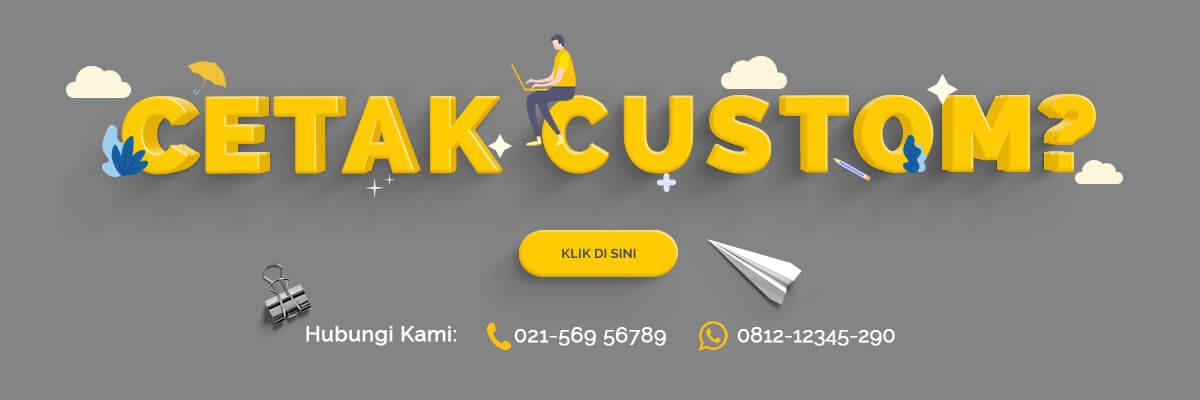 CETAK CUSTOM?
KLIK DI SINI
Hubungi Kami: 021-569 56789 0812-12345-290